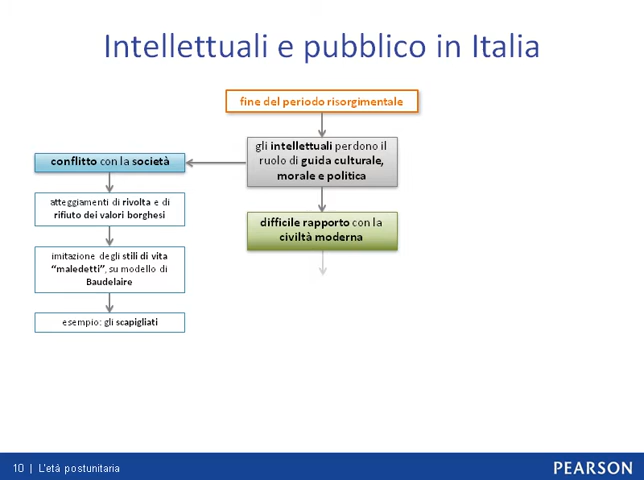 Intellettuali e pubblico in Italia
fine del periodo risorgimentale
gli intellettuali perdono il
ruolo di guida culturale,
morale e politica
conflitto con la società
atteggiamenti di rivolta e di
rifiuto dei valori borghesi
imitazione degli stili di vita
“maledetti”, su modello di
Baudelaire
esempio: gli scapigliati
difficile rapporto con la
civiltà moderna
10 | L'età postunitaria
PEARSON